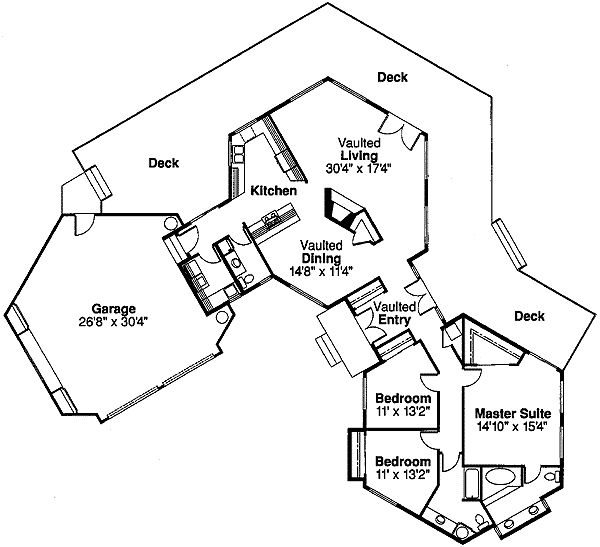 Deck
Deck
Vaulted
Living
30'4" x 17'4"
Kitchen
Vaulted
Dining
14'8" x 11'4"
Garage
26'8" x 30'4"
Vaulted
Entry
Deck
Bedroom
11' x 13'2"
Master Suite
14'10" x 15'4"
Bedroom
11' x 13'2"